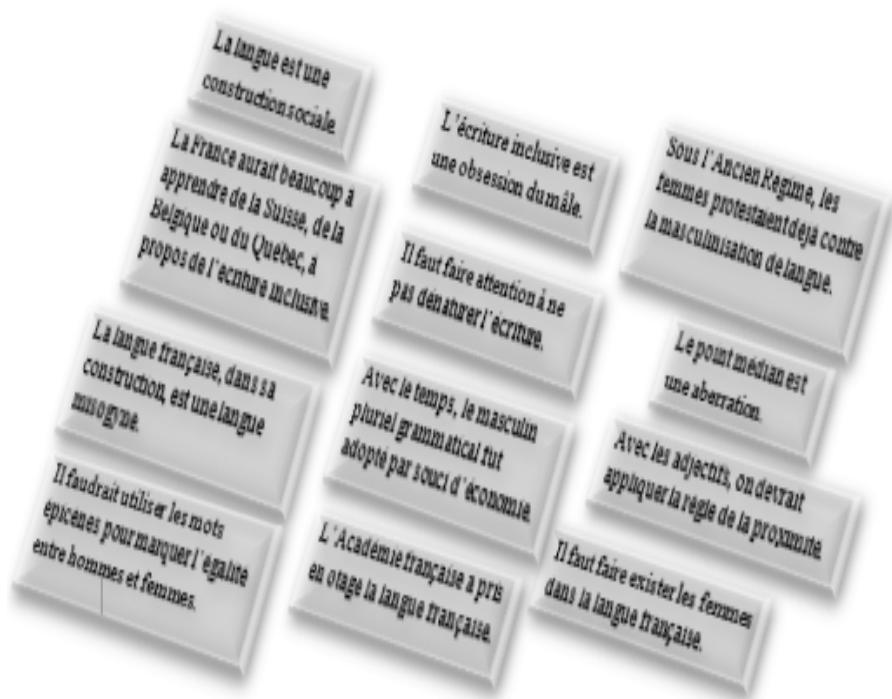 La langue est une
construction sociale.
La France aurait beaucoup à
apprendre de la Suisse, de la
Belgique ou du Québec, à
propos de l'écriture inclusive.
La langue française, dans sa
construction, est une langue
misogyne.
Il faudrait utiliser les mots
épicènes pour marquer l'égalité
entre hommes et femmes.
L'écriture inclusive est
une obsession du mâle.
Il faut faire attention à ne
pas dénaturer l'écriture.
Avec le temps, le masculin
pluriel grammatical fut
adopté par souci d'économie.
L'Académie française a pris
en otage la langue française.
Sous l'Ancien Régime, les
femmes protestaient déjà contre
la masculinisation de langue.
Le point médian est
une aberration.
Avec les adjectifs, on devrait
appliquer la règle de la proximité.
Il faut faire exister les femmes
dans la langue française.